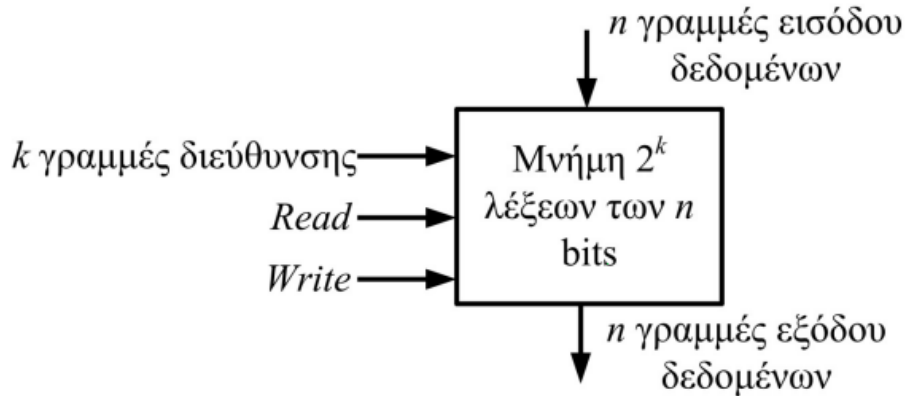 n γραμμές εισόδου
δεδομένων
k γραμμές διεύθυνσης
Read
Write
Μνήμη 2^k
λέξεων των n
bits
n γραμμές εξόδου
δεδομένων